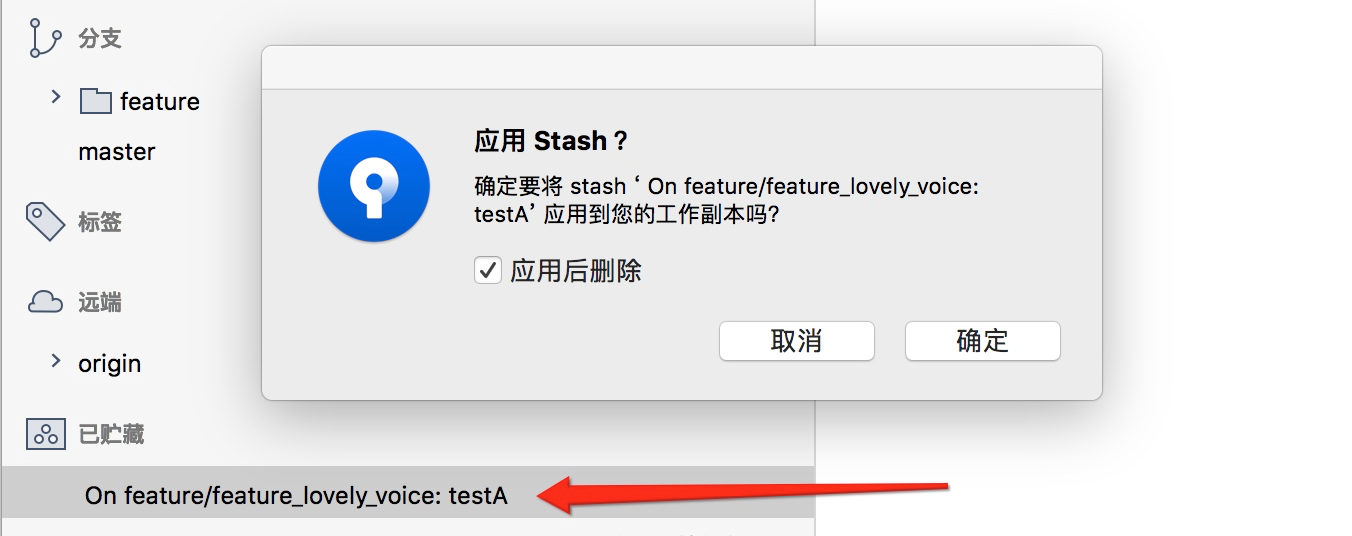 分支
feature
master
标签
远端
origin
已贮藏
On feature/feature_lovely_voice: testA
应用 Stash？
确定要将 stash ‘ On feature/feature_lovely_voice:
testA’ 应用到您的工作副本吗?
应用后删除
取消
确定